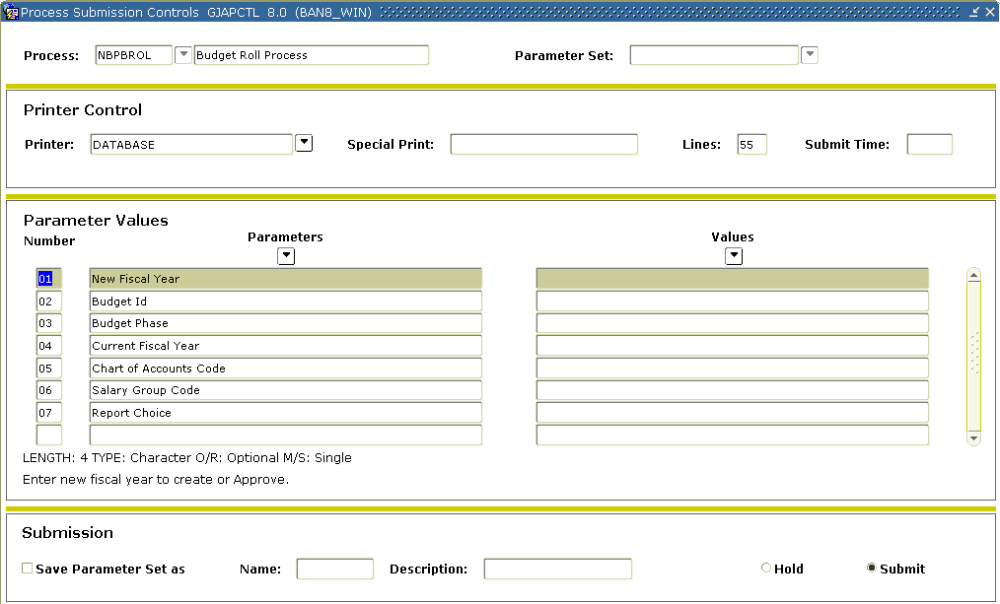 Process Submission Controls GJAPCTL 8.0 (BAN8_WIN)
Process: NBPBROL Budget Roll Process Parameter Set:
Printer Control
Printer: DATABASE Special Print: Lines: 55 Submit Time:
Parameter Values
Number Parameters Values
01 New Fiscal Year
02 Budget Id
03 Budget Phase
04 Current Fiscal Year
05 Chart of Accounts Code
06 Salary Group Code
07 Report Choice
LENGTH: 4 TYPE: Character O/R: Optional M/S: Single
Enter new fiscal year to create or Approve.
Submission
Save Parameter Set as Name: Description: Hold Submit